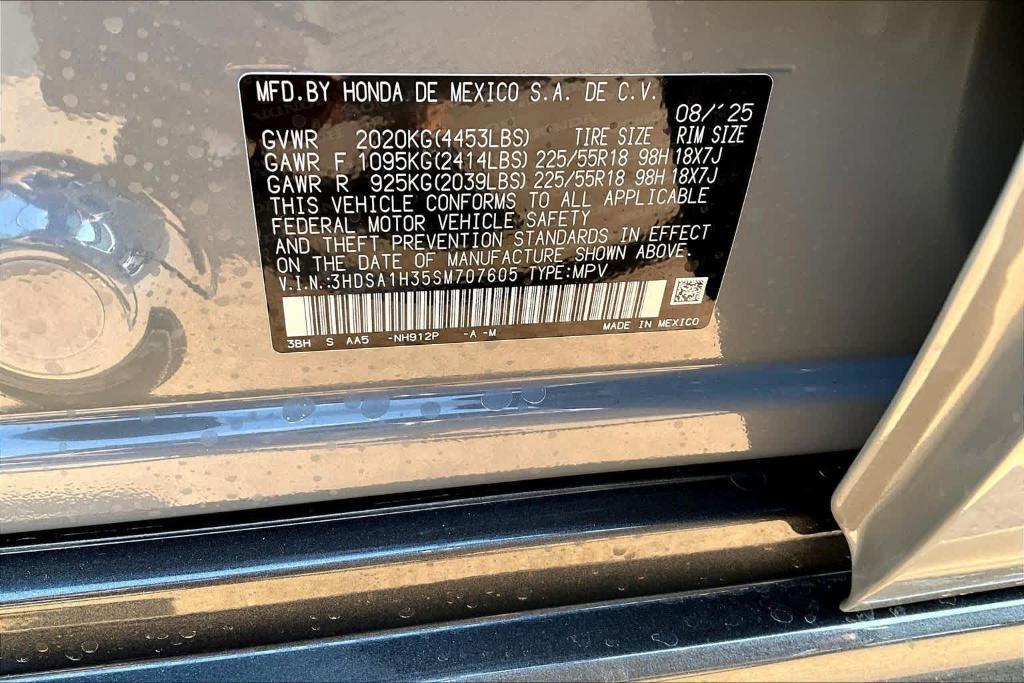 MFD.BY HONDA DE MEXICO S.A. DE C.V.
08/'25
GVWR 2020KG(4453LBS) TIRE SIZE RIM SIZE
GAWR F 1095KG(2414LBS) 225/55R18 98H 18X7J
GAWR R 925KG(2039LBS) 225/55R18 98H 18X7J
THIS VEHICLE CONFORMS TO ALL APPLICABLE
FEDERAL MOTOR VEHICLE SAFETY
AND THEFT PREVENTION STANDARDS IN EFFECT
ON THE DATE OF MANUFACTURE SHOWN ABOVE.
V.I.N.:3HDSA1H35SM707605 TYPE:MPV
MADE IN MEXICO
3BH S AA5 -NH912P -A -M